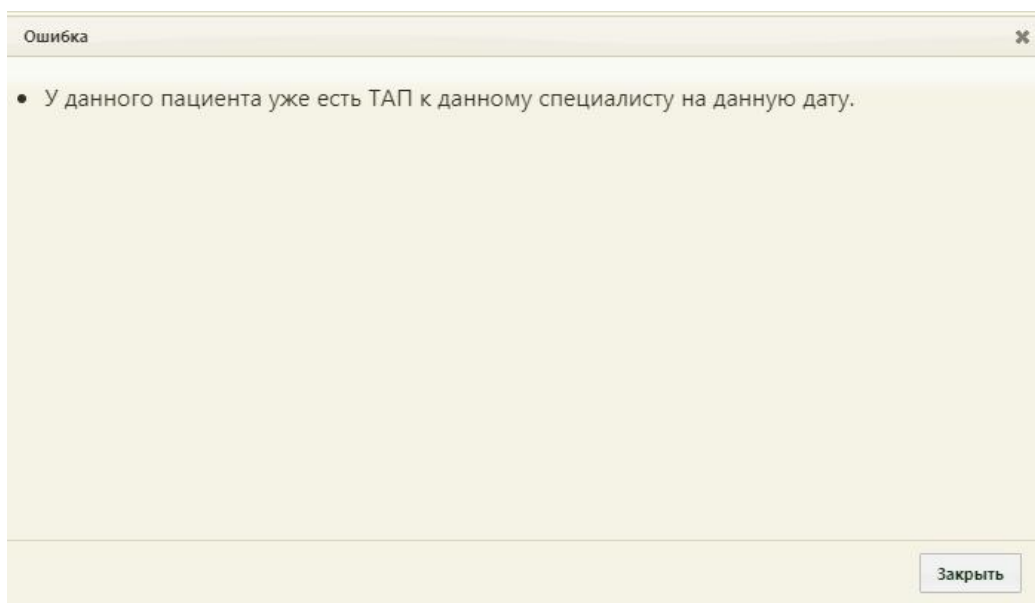 Ошибка
У данного пациента уже есть ТАП к данному специалисту на данную дату.
Закрыть